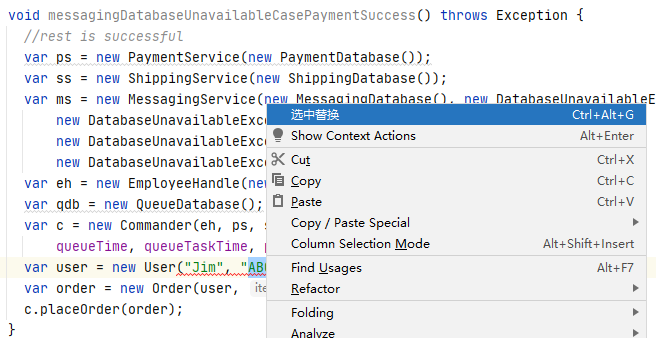 void messagingDatabaseUnavailableCasePaymentSuccess() throws Exception {
//rest is successful
var ps = new PaymentService(new PaymentDatabase());
var ss = new ShippingService(new ShippingDatabase());
var ms = new MessagingService(new MessagingDatabase(), new DatabaseUnavailableE
new DatabaseUnavailableExce
new DatabaseUnavailableExce
new DatabaseUnavailableExce
var eh = new EmployeeHandle(new
var qdb = new QueueDatabase();
var c = new Commander(eh, ps, s
queueTime, queueTaskTime, p
var user = new User("Jim", "AB
var order = new Order(user, ite
c.placeOrder(order);
}
选中替换 Ctrl+Alt+G
Show Context Actions Alt+Enter
Cut Ctrl+X
Copy Ctrl+C
Paste Ctrl+V
Copy / Paste Special
Column Selection Mode Alt+Shift+Insert
Find Usages Alt+F7
Refactor
Folding
Analyze